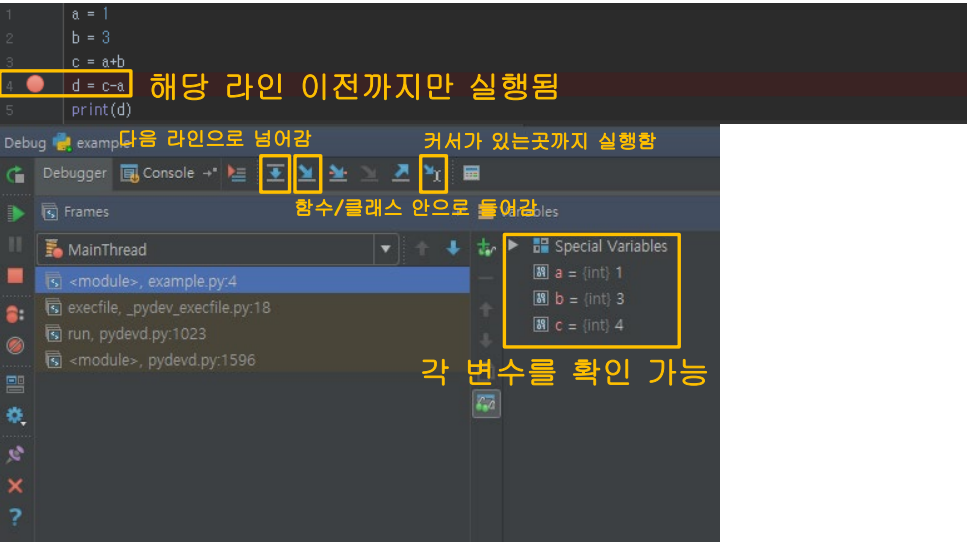 1 a = 1
2 b = 3
3 c = a+b
4 d = c-a 해당 라인 이전까지만 실행됨
5 print(d)
Debug example 다음 라인으로 넘어감 커서가 있는곳까지 실행함
Debugger Console
Frames 함수/클래스 안으로 들어감
MainThread Special Variables
<module>, example.py:4 a = {int} 1
execfile, _pydev_execfile.py:18 b = {int} 3
run, pydevd.py:1023 c = {int} 4
<module>, pydevd.py:1596
각 변수를 확인 가능